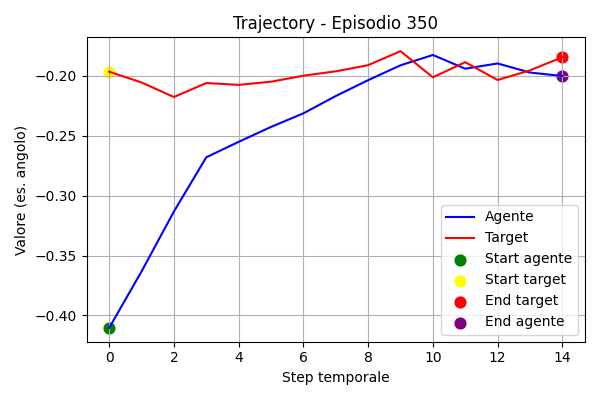 Trajectory - Episodio 350
Valore (es. angolo)
−0.20
−0.25
−0.30
−0.35
−0.40
0 2 4 6 8 10 12 14
Step temporale
Agente
Target
Start agente
Start target
End target
End agente